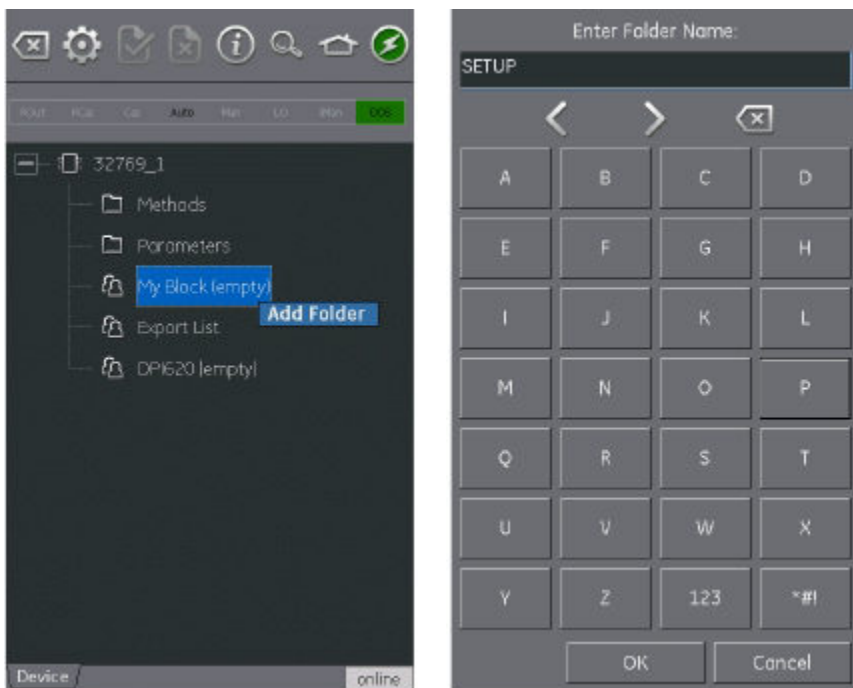 Auto
OOS
32769_1
Methods
Parameters
My Block (empty)
Add Folder
Export List
DPI620 (empty)
Device
online
Enter Folder Name:
SETUP
A B C D
E F G H
I J K L
M N O P
Q R S T
U V W X
Y Z 123 *#!
OK Cancel